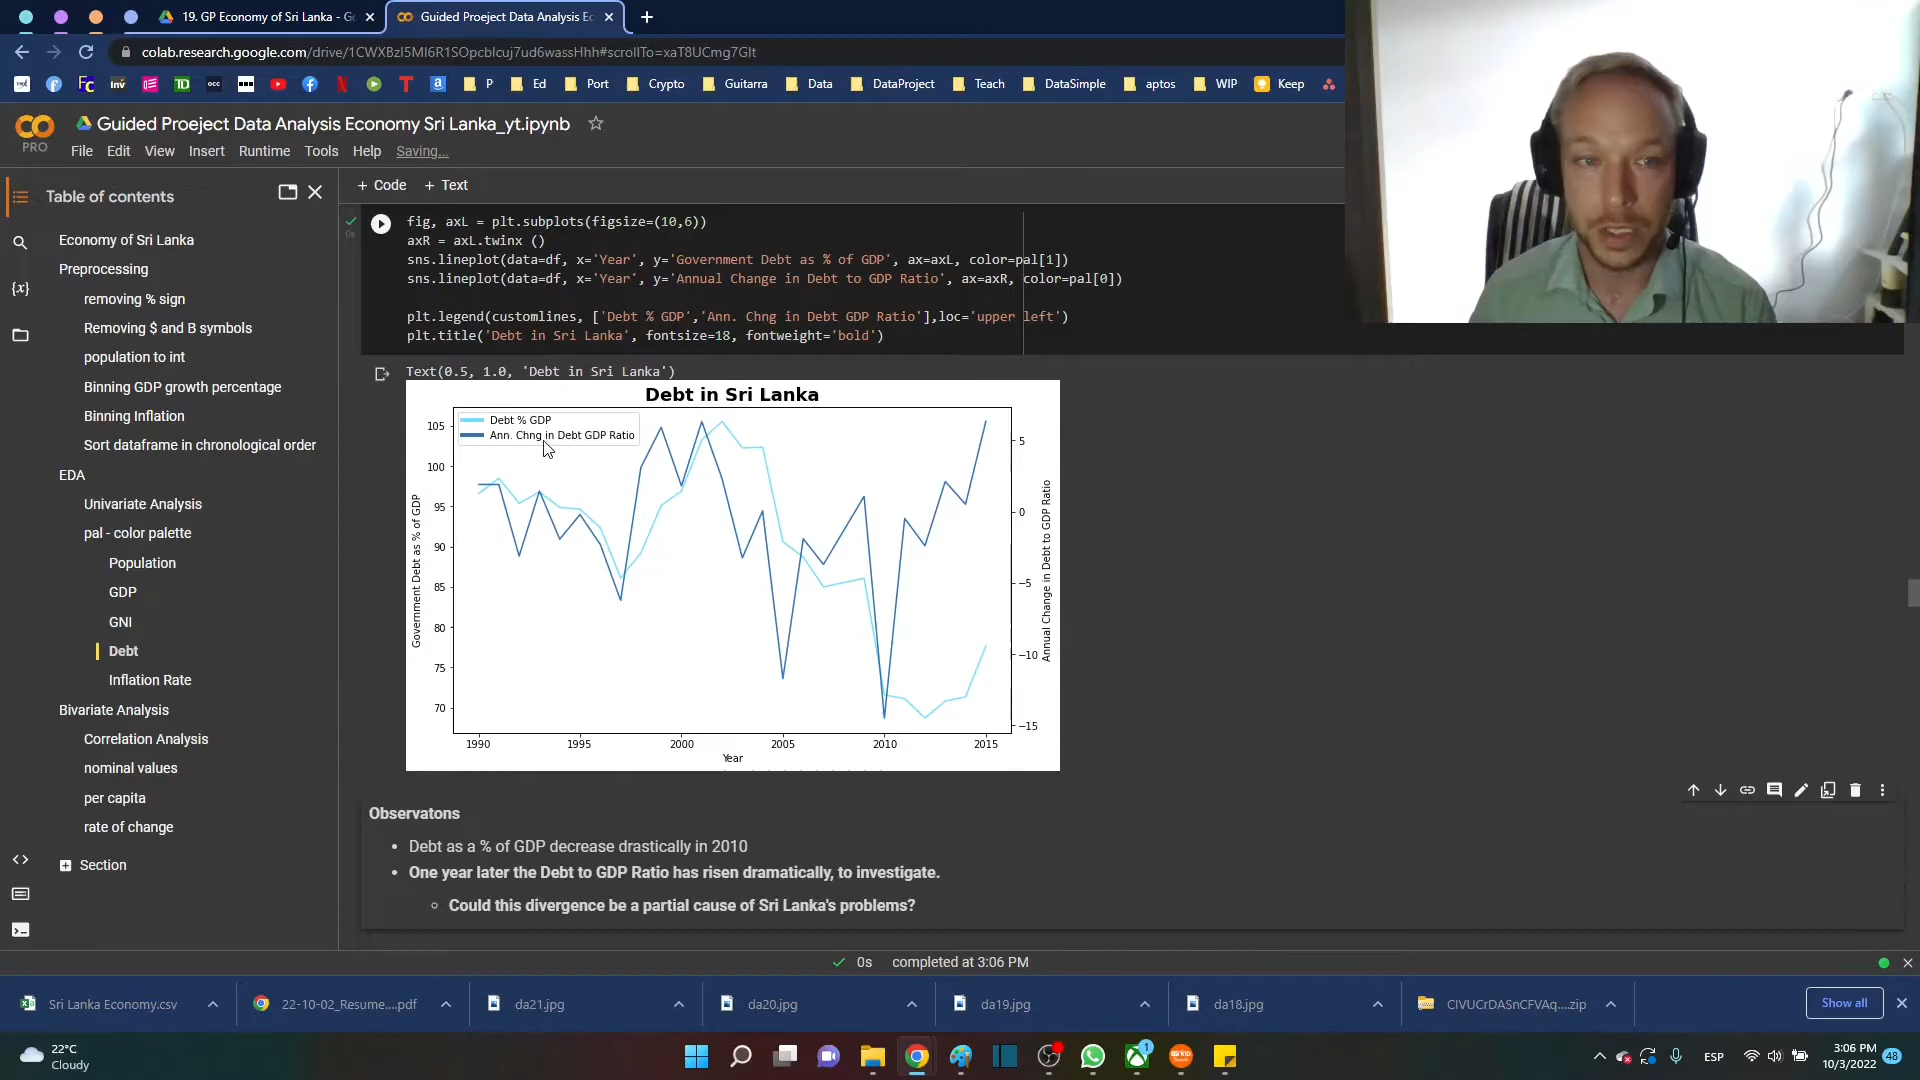 19. GP Economy of Sri Lanka - Go
Guided Proeject Data Analysis Ec
colab.research.google.com/drive/1CWXBzI5MI6R1SOpcblcuj7ud6wassHhh#scrollTo=xaT8UCmg7GIt
Inv
TD
occ
P
Ed
Port
Crypto
Guitarra
Data
DataProject
Teach
DataSimple
aptos
WIP
Keep
PRO
Guided Proeject Data Analysis Economy Sri Lanka_yt.ipynb
File Edit View Insert Runtime Tools Help Saving...
Table of contents
Economy of Sri Lanka
Preprocessing
removing % sign
Removing $ and B symbols
population to int
Binning GDP growth percentage
Binning Inflation
Sort dataframe in chronological order
EDA
Univariate Analysis
pal - color palette
Population
GDP
GNI
Debt
Inflation Rate
Bivariate Analysis
Correlation Analysis
nominal values
per capita
rate of change
Section
+ Code + Text
0s
fig, axL = plt.subplots(figsize=(10,6))
axR = axL.twinx ()
sns.lineplot(data=df, x='Year', y='Government Debt as % of GDP', ax=axL, color=pal[1])
sns.lineplot(data=df, x='Year', y='Annual Change in Debt to GDP Ratio', ax=axR, color=pal[0])
plt.legend(customlines, ['Debt % GDP','Ann. Chng in Debt GDP Ratio'],loc='upper left')
plt.title('Debt in Sri Lanka', fontsize=18, fontweight='bold')
Text(0.5, 1.0, 'Debt in Sri Lanka')
Debt in Sri Lanka
Debt % GDP
Ann. Chng in Debt GDP Ratio
Government Debt as % of GDP
105
100
95
90
85
80
75
70
5
0
−5
−10
−15
Annual Change in Debt to GDP Ratio
1990 1995 2000 2005 2010 2015
Year
Observatons
• Debt as a % of GDP decrease drastically in 2010
• One year later the Debt to GDP Ratio has risen dramatically, to investigate.
○ Could this divergence be a partial cause of Sri Lanka's problems?
0s completed at 3:06 PM
Sri Lanka Economy.csv
22-10-02_Resume....pdf
da21.jpg
da20.jpg
da19.jpg
da18.jpg
CIVUCrDASnCFVAq....zip
Show all
22°C
Cloudy
1
ESP
3:06 PM
10/3/2022
48